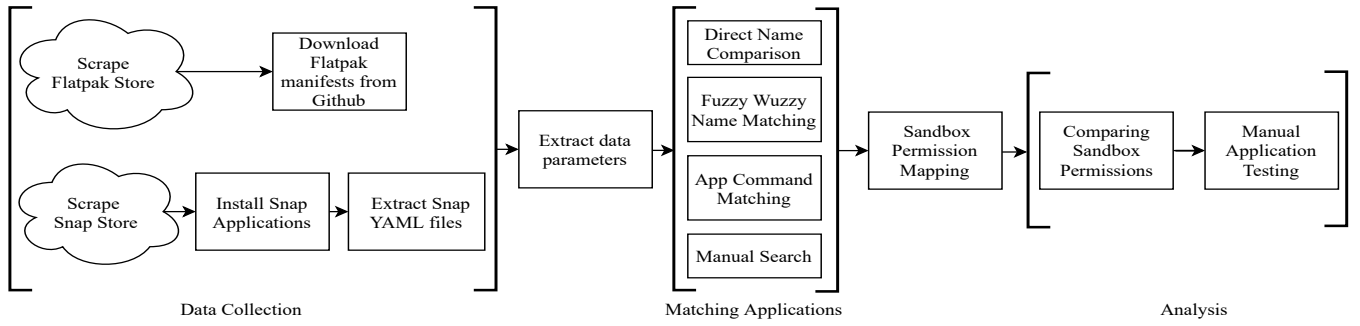 Scrape
Flatpak Store
Download
Flatpak
manifests from
Github
Scrape
Snap Store
Install Snap
Applications
Extract Snap
YAML files
Data Collection
Extract data
parameters
Direct Name
Comparison
Fuzzy Wuzzy
Name Matching
App Command
Matching
Manual Search
Matching Applications
Sandbox
Permission
Mapping
Comparing
Sandbox
Permissions
Manual
Application
Testing
Analysis